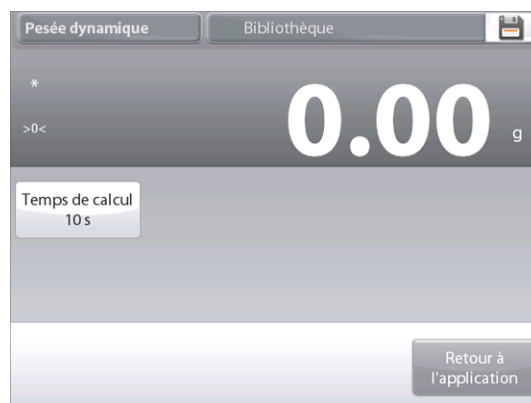 Pesée dynamique
Bibliothèque
*
>0<
0.00 g
Temps de calcul
10 s
Retour à
l'application